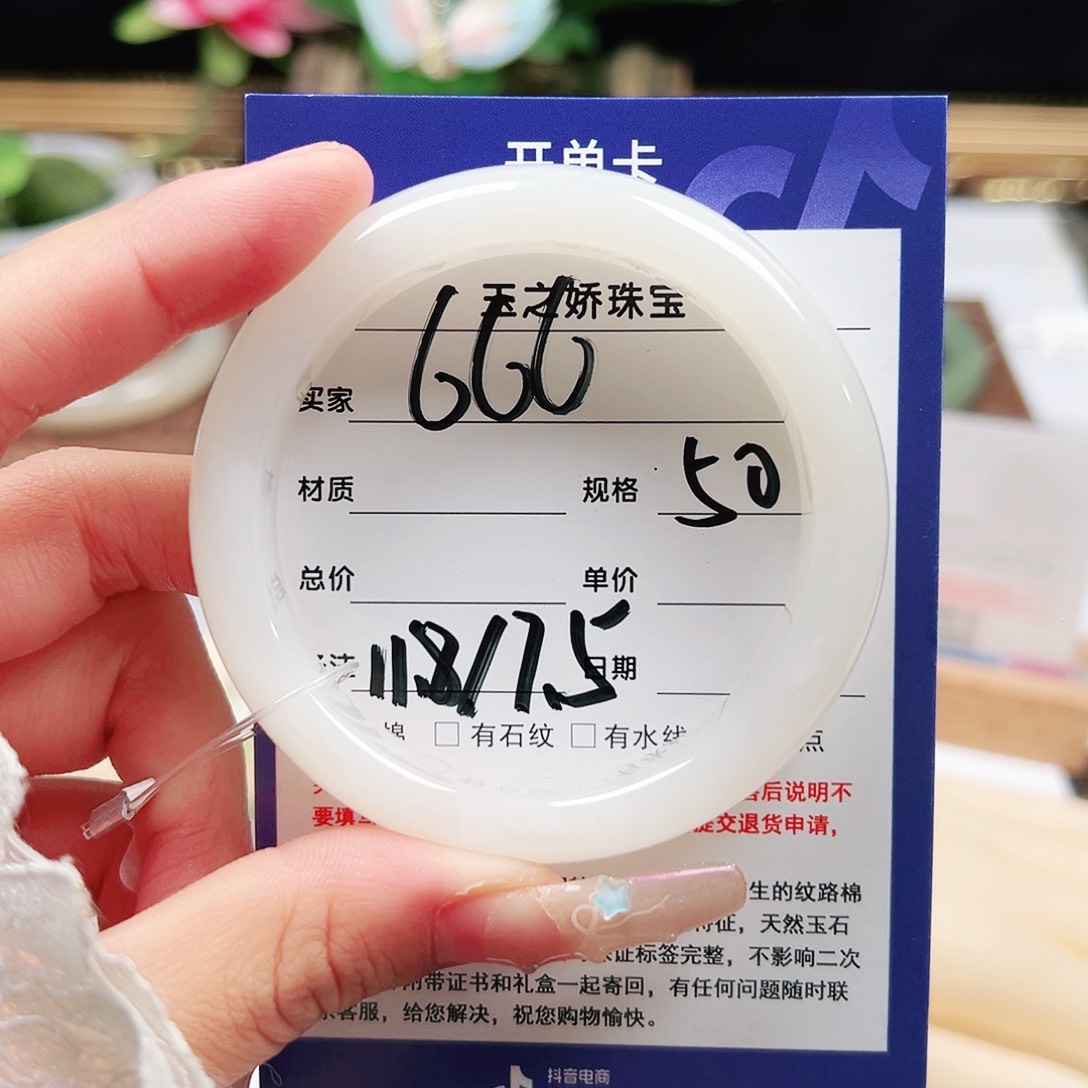 开单卡
玉之娇珠宝
买家 666
材质 规格 50
总价 单价
118/7.5 日期
棉 □ 有石纹 □ 有水线 点
售后说明不
要填 提交退货申请，
生的纹路棉
特征，天然玉石
保证标签完整，不影响二次
附带证书和礼盒一起寄回，有任何问题随时联
系客服，给您解决，祝您购物愉快。
抖音电商